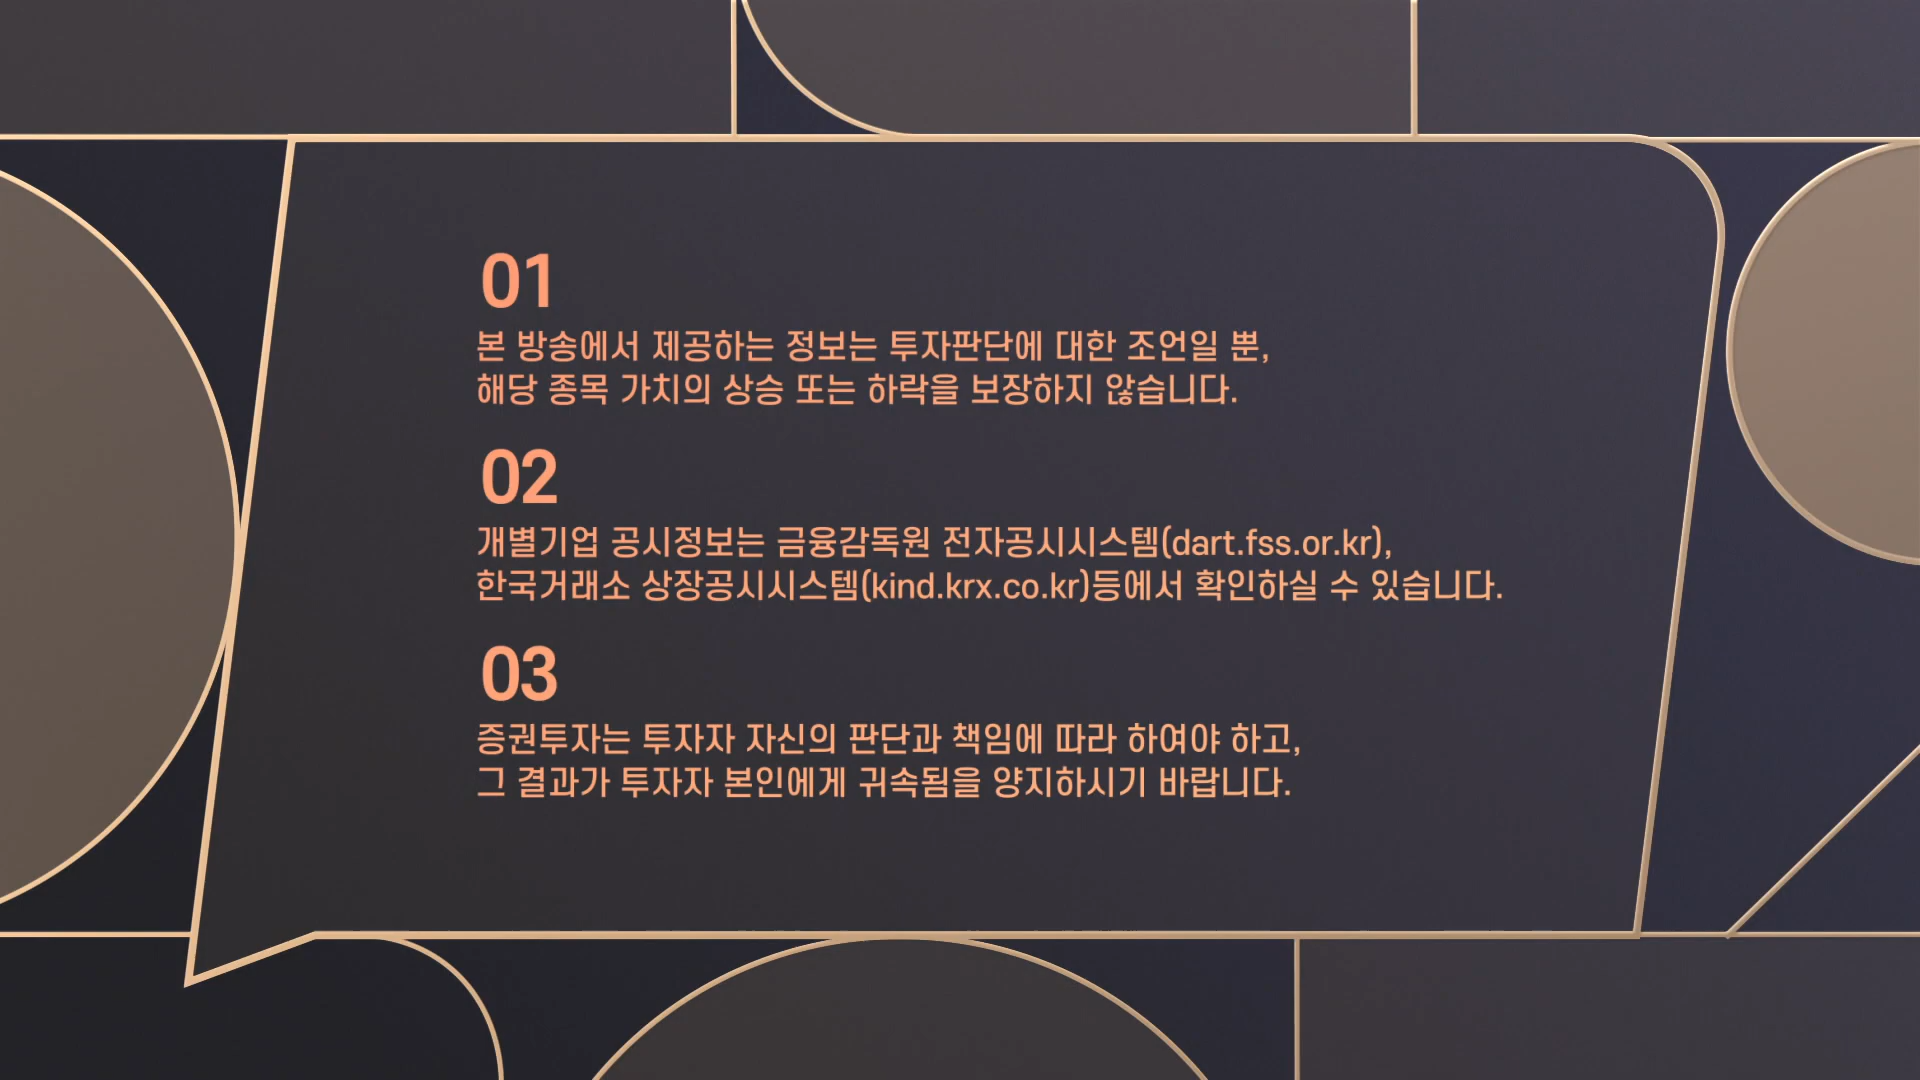 01
본 방송에서 제공하는 정보는 투자판단에 대한 조언일 뿐,
해당 종목 가치의 상승 또는 하락을 보장하지 않습니다.
02
개별기업 공시정보는 금융감독원 전자공시시스템(dart.fss.or.kr),
한국거래소 상장공시시스템(kind.krx.co.kr)등에서 확인하실 수 있습니다.
03
증권투자는 투자자 자신의 판단과 책임에 따라 하여야 하고,
그 결과가 투자자 본인에게 귀속됨을 양지하시기 바랍니다.